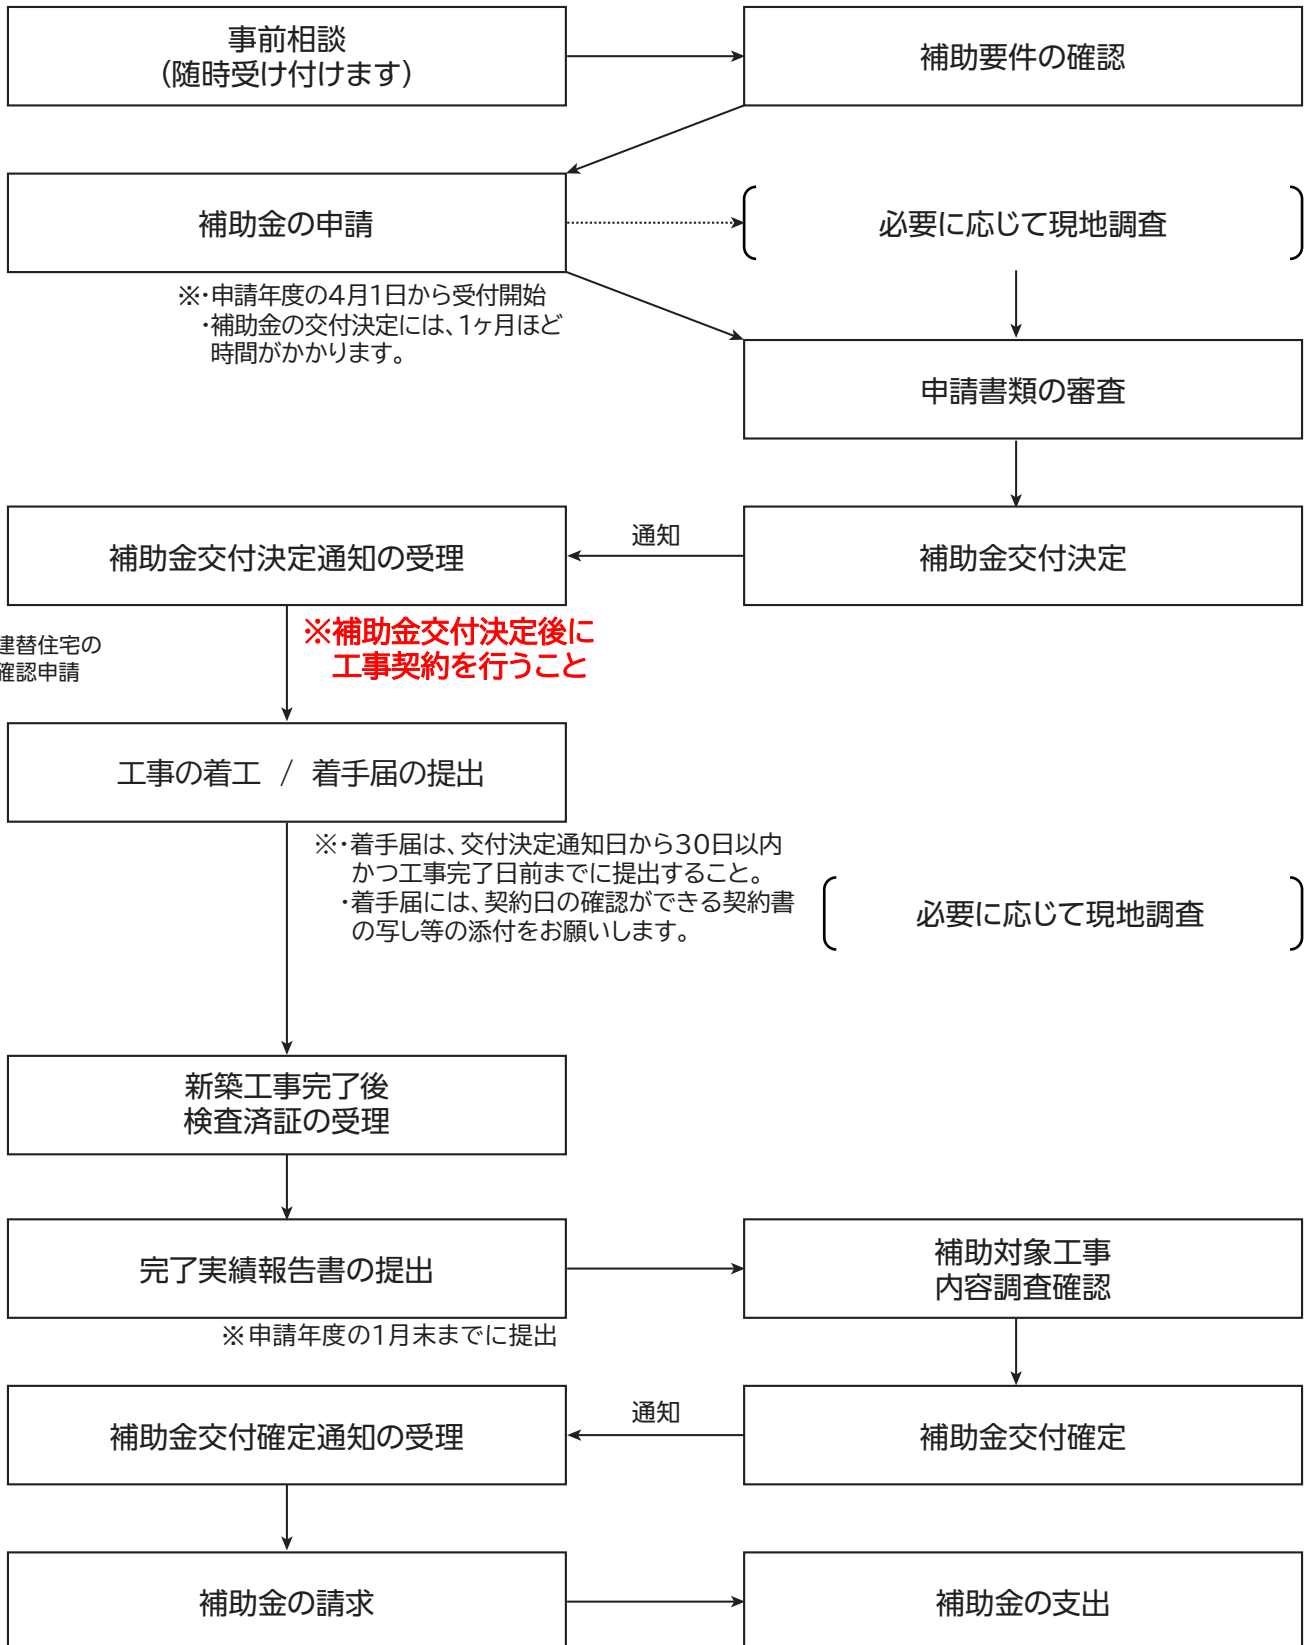 事前相談
（随時受け付けます）
補助要件の確認
補助金の申請
必要に応じて現地調査
※・申請年度の4月1日から受付開始
・補助金の交付決定には、1ヶ月ほど
時間がかかります。
申請書類の審査
補助金交付決定通知の受理
通知
補助金交付決定
建替住宅の
確認申請
※補助金交付決定後に
工事契約を行うこと
工事の着工 / 着手届の提出
※・着手届は、交付決定通知日から30日以内
かつ工事完了日前までに提出すること。
・着手届には、契約日の確認ができる契約書
の写し等の添付をお願いします。
必要に応じて現地調査
新築工事完了後
検査済証の受理
完了実績報告書の提出
補助対象工事
内容調査確認
※申請年度の1月末までに提出
補助金交付確定通知の受理
通知
補助金交付確定
補助金の請求
補助金の支出